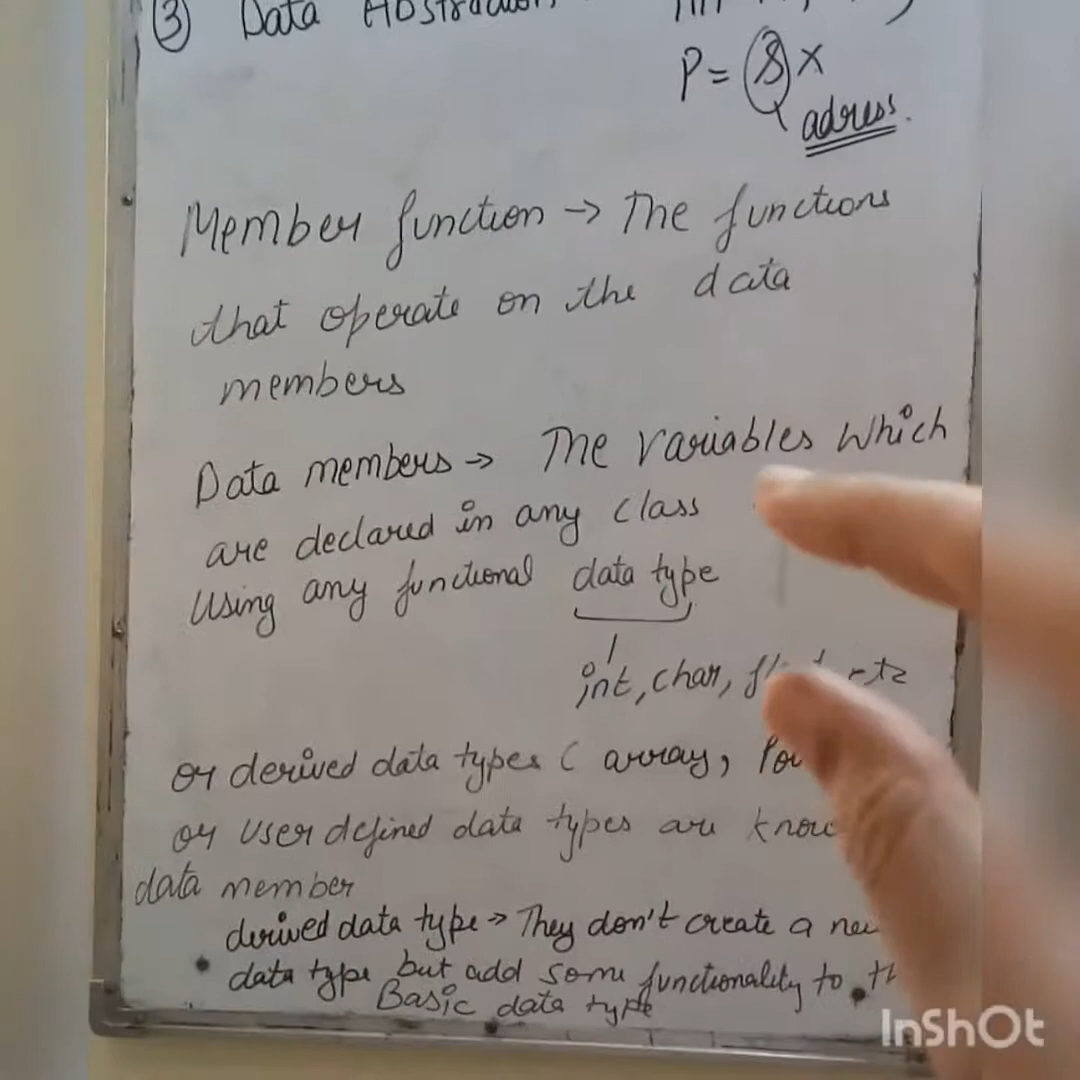 ③ Data Abstraction
P = &x
adress.
Member function → The functions
that operate on the data
members
Data members → The variables which
are declared in any class
Using any functional data type
int, char,
or derived data types ( array,
or user defined data types are
data member
derived data type → They don't create a
data type but add some functionality to
Basic data type
InShOt